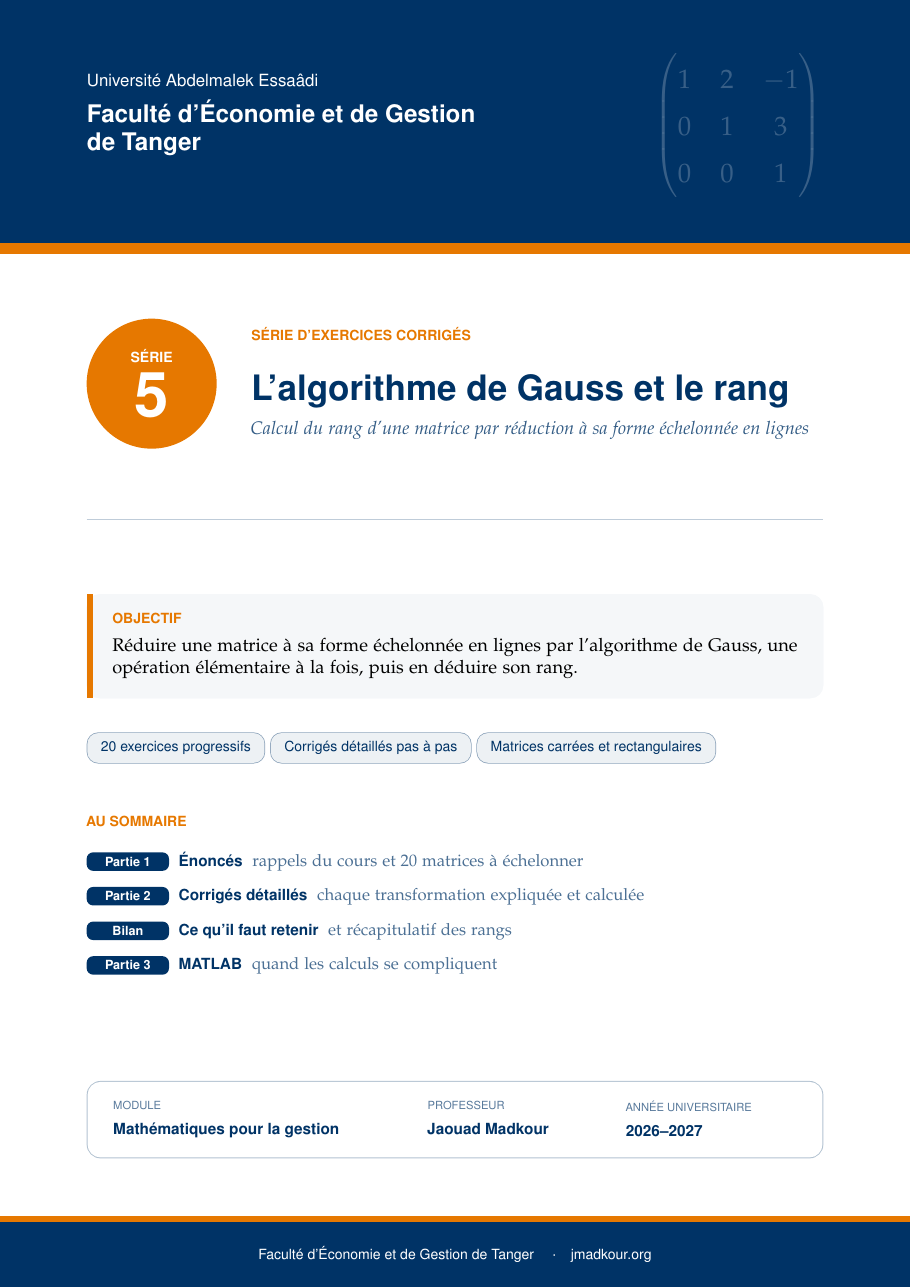 Université Abdelmalek Essaâdi
Faculté d’Économie et de Gestion
de Tanger
1 2 −1
0 1 3
0 0 1
SÉRIE
5
SÉRIE D’EXERCICES CORRIGÉS
L’algorithme de Gauss et le rang
Calcul du rang d’une matrice par réduction à sa forme échelonnée en lignes
OBJECTIF
Réduire une matrice à sa forme échelonnée en lignes par l’algorithme de Gauss, une
opération élémentaire à la fois, puis en déduire son rang.
20 exercices progressifs Corrigés détaillés pas à pas Matrices carrées et rectangulaires
AU SOMMAIRE
Partie 1 Énoncés rappels du cours et 20 matrices à échelonner
Partie 2 Corrigés détaillés chaque transformation expliquée et calculée
Bilan Ce qu’il faut retenir et récapitulatif des rangs
Partie 3 MATLAB quand les calculs se compliquent
MODULE PROFESSEUR ANNÉE UNIVERSITAIRE
Mathématiques pour la gestion Jaouad Madkour 2026–2027
Faculté d’Économie et de Gestion de Tanger · jmadkour.org